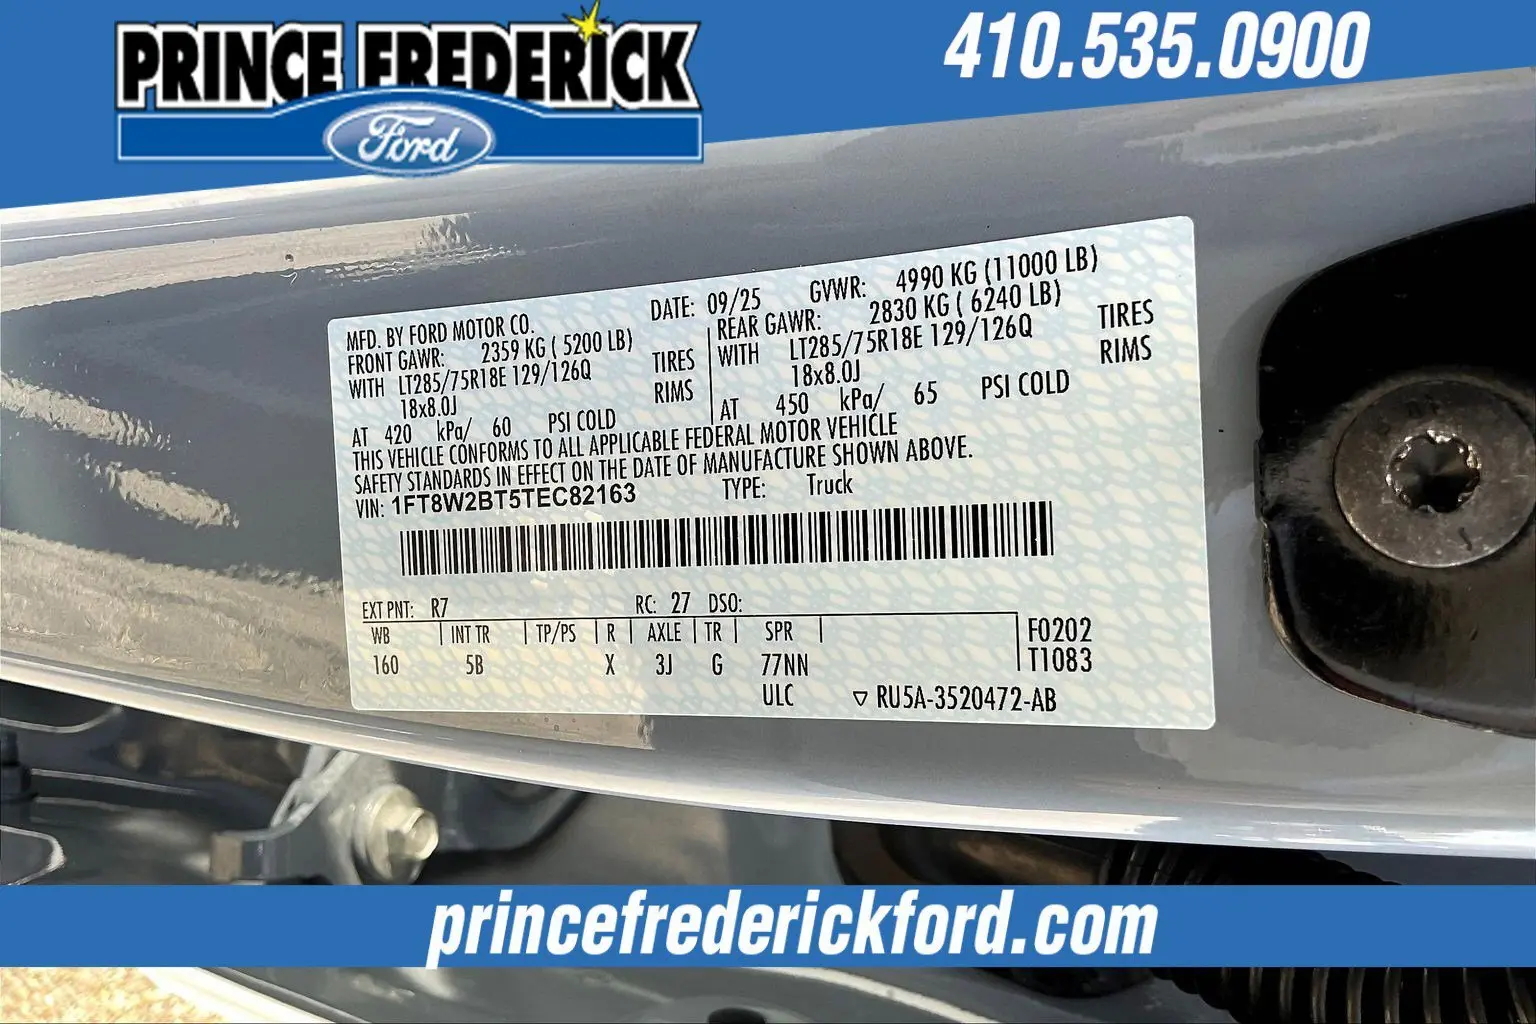 PRINCE FREDERICK
Ford
410.535.0900
MFD. BY FORD MOTOR CO.
DATE: 09/25 GVWR: 4990 KG (11000 LB)
FRONT GAWR: 2359 KG ( 5200 LB)
WITH LT285/75R18E 129/126Q TIRES
18x8.0J RIMS
AT 420 kPa/ 60 PSI COLD
REAR GAWR: 2830 KG ( 6240 LB)
WITH LT285/75R18E 129/126Q TIRES
18x8.0J RIMS
AT 450 kPa/ 65 PSI COLD
THIS VEHICLE CONFORMS TO ALL APPLICABLE FEDERAL MOTOR VEHICLE
SAFETY STANDARDS IN EFFECT ON THE DATE OF MANUFACTURE SHOWN ABOVE.
VIN: 1FT8W2BT5TEC82163 TYPE: Truck
EXT PNT: R7 RC: 27 DSO:
WB INT TR TP/PS R AXLE TR SPR F0202
160 5B X 3J G 77NN T1083
ULC ▽ RU5A-3520472-AB
princefrederickford.com